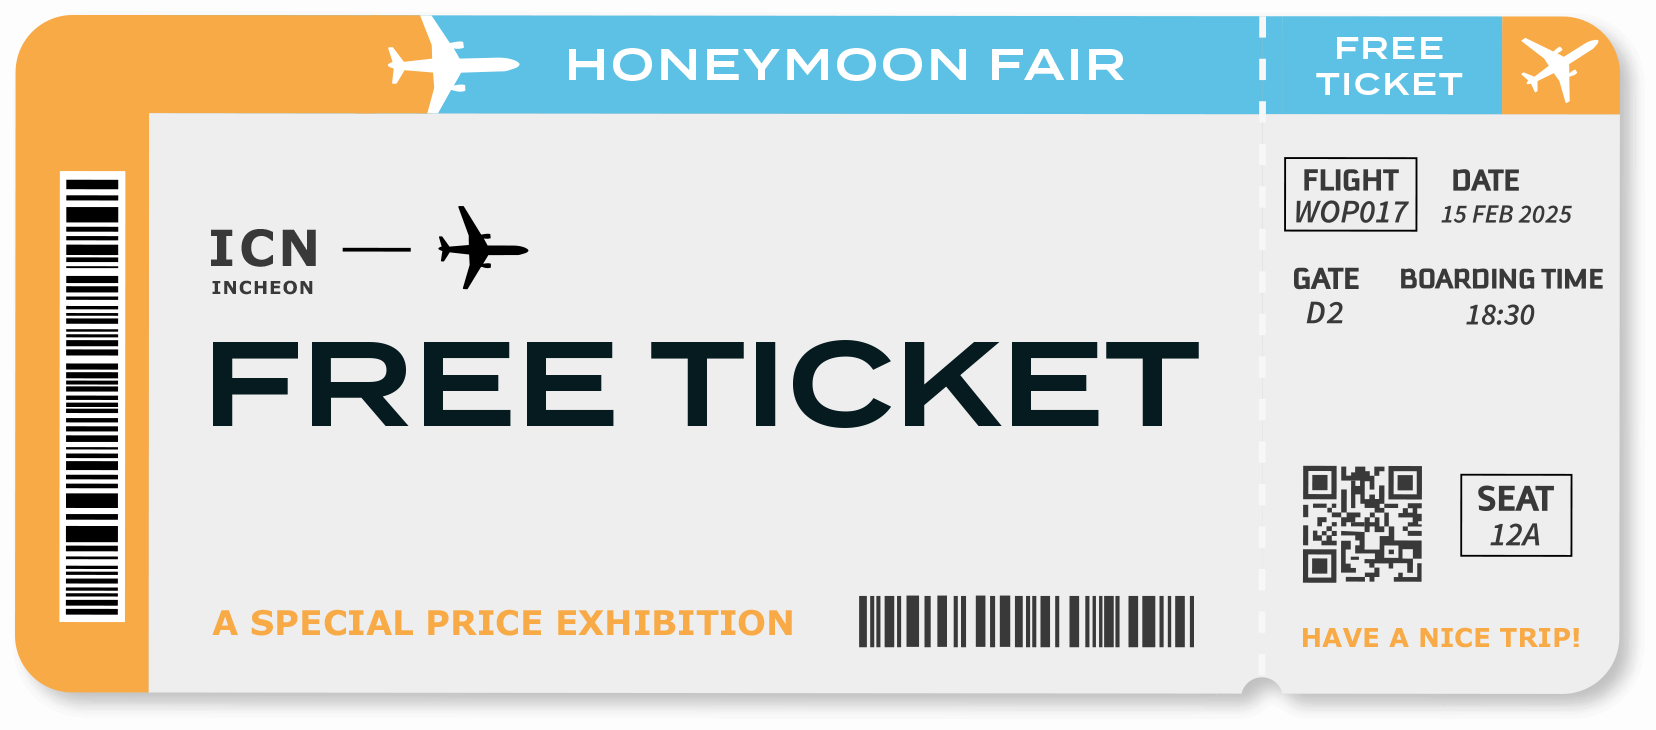 HONEYMOON FAIR
FREE
TICKET
ICN
INCHEON
FREE TICKET
A SPECIAL PRICE EXHIBITION
FLIGHT
WOP017
DATE
15 FEB 2025
GATE
D2
BOARDING TIME
18:30
SEAT
12A
HAVE A NICE TRIP!